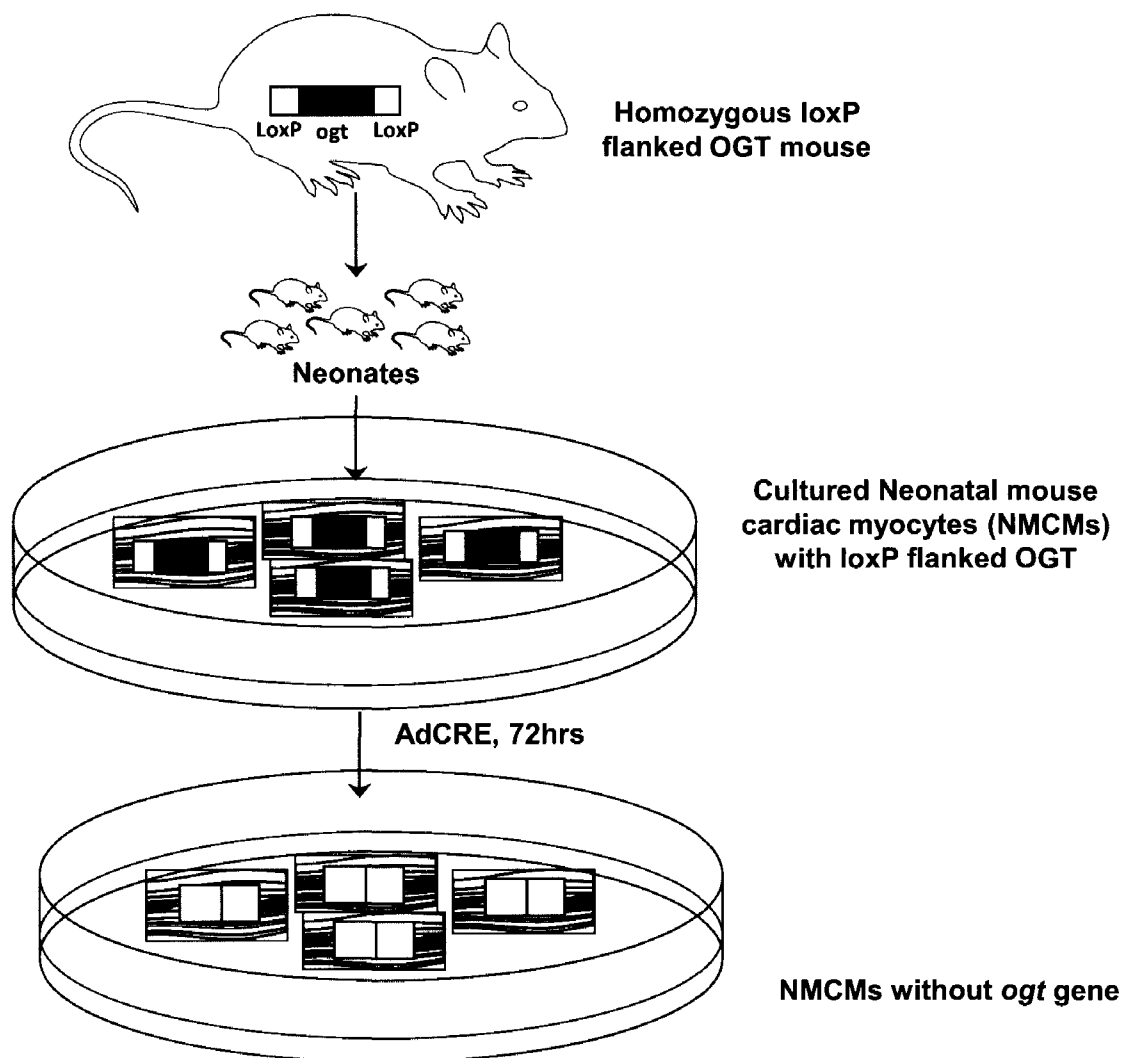 LoxP ogt LoxP
Homozygous loxP
flanked OGT mouse
Neonates
Cultured Neonatal mouse
cardiac myocytes (NMCMs)
with loxP flanked OGT
AdCRE, 72hrs
NMCMs without ogt gene